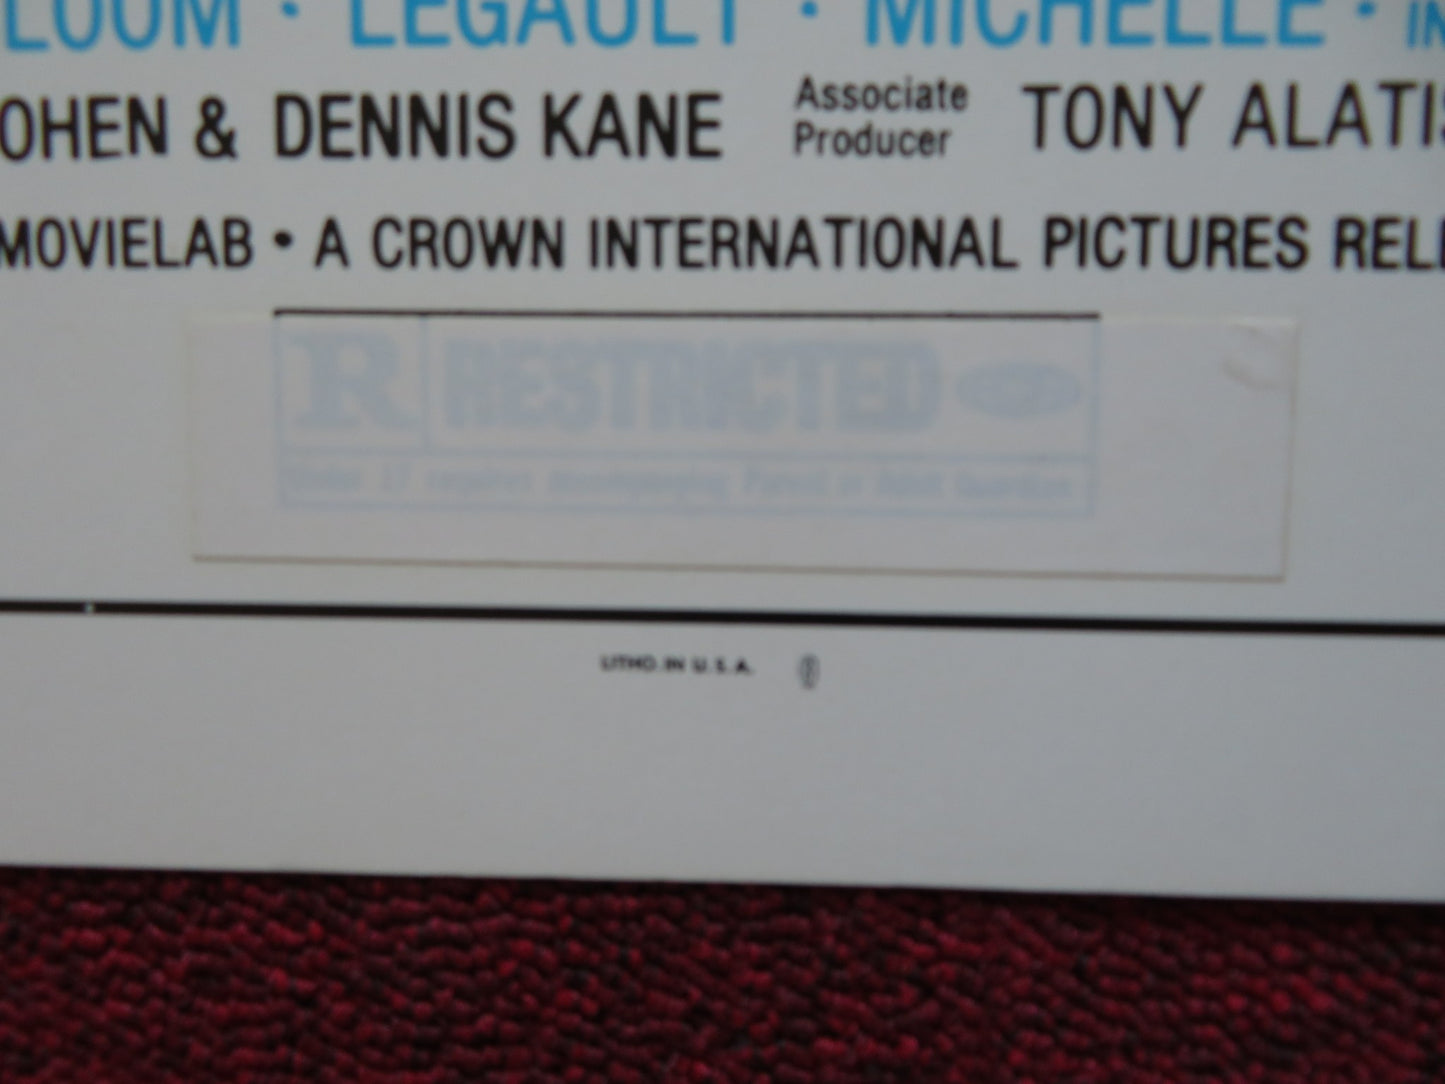 LOOM · LEGAULT · MICHELLE · IN
OHEN & DENNIS KANE Associate Producer TONY ALATIS
MOVIELAB • A CROWN INTERNATIONAL PICTURES RELE
R RESTRICTED
Under 17 requires accompanying Parent or Adult Guardian
LITHO. IN U.S.A.